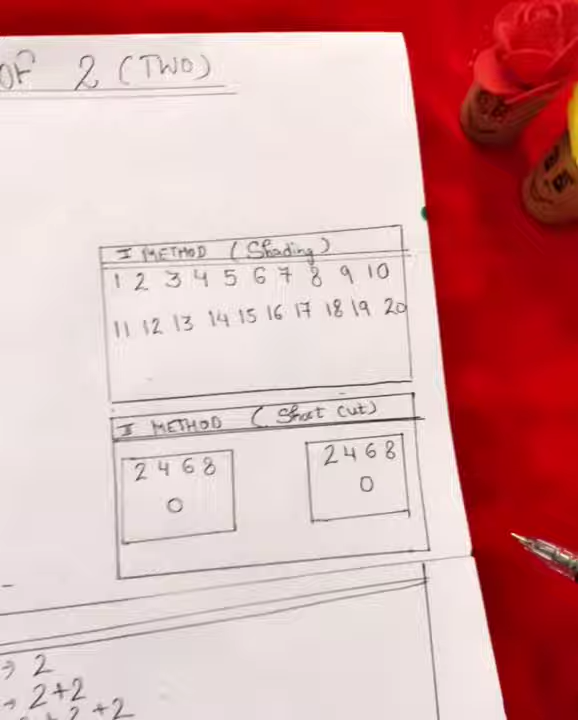 OF 2 (TWO)
I METHOD (Shading)
1 2 3 4 5 6 7 8 9 10
11 12 13 14 15 16 17 18 19 20
I METHOD (Short cut)
2 4 6 8
0
2 4 6 8
0
→ 2
→ 2+2
+2+2